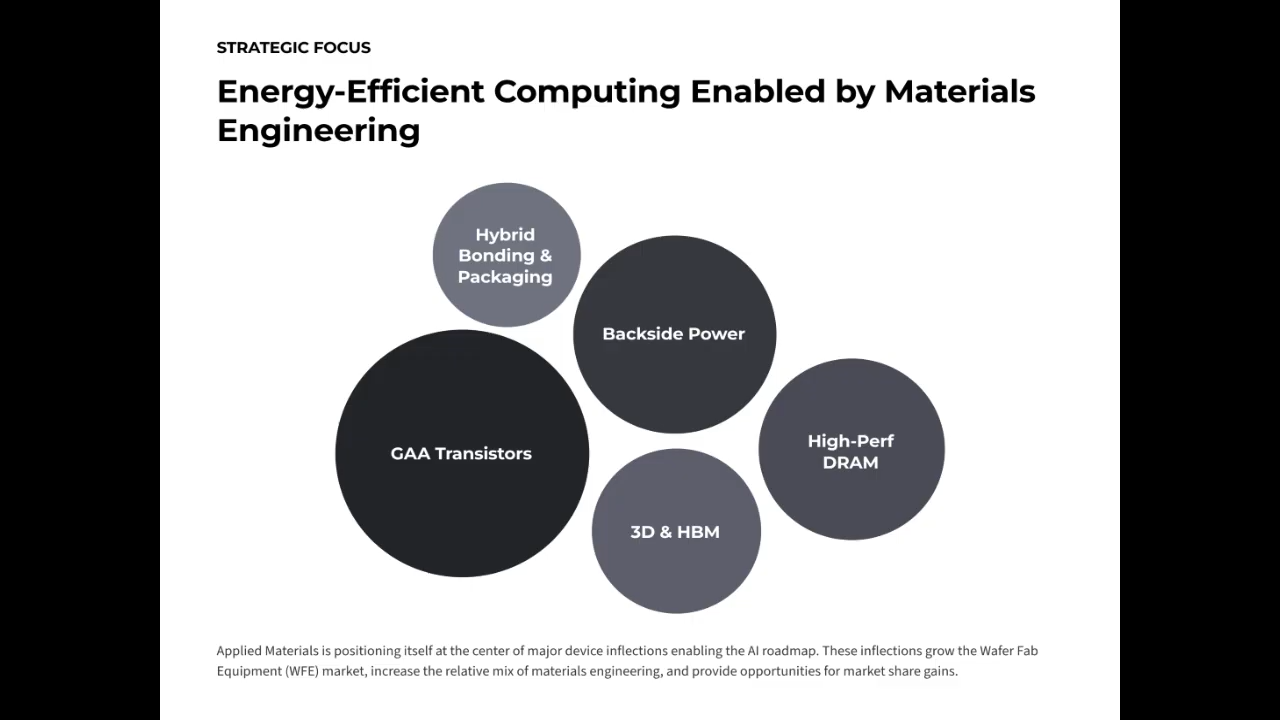 STRATEGIC FOCUS
Energy-Efficient Computing Enabled by Materials
Engineering
Hybrid
Bonding &
Packaging
Backside Power
GAA Transistors
High-Perf
DRAM
3D & HBM
Applied Materials is positioning itself at the center of major device inflections enabling the AI roadmap. These inflections grow the Wafer Fab
Equipment (WFE) market, increase the relative mix of materials engineering, and provide opportunities for market share gains.